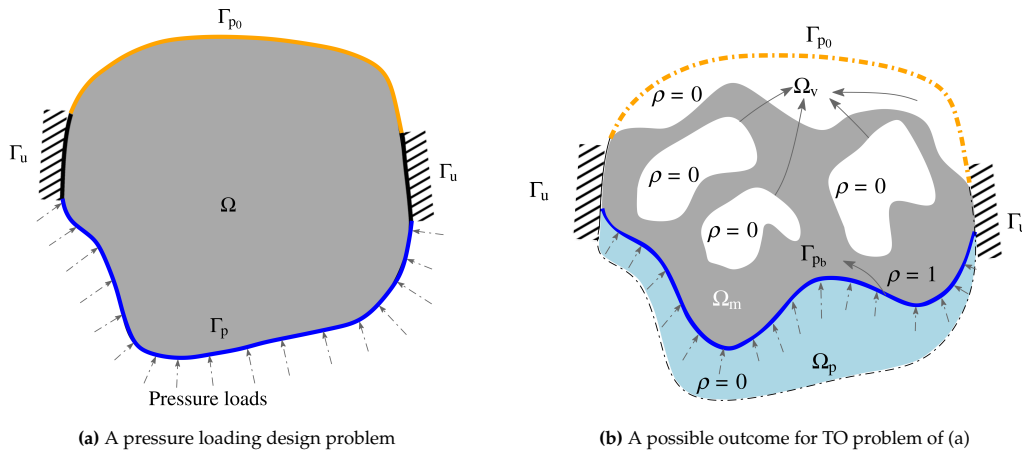 Γp₀
Γu
Γu
Ω
Γp
Pressure loads
(a) A pressure loading design problem
Γp₀
ρ = 0
Ωv
Γu
ρ = 0
ρ = 0
ρ = 0
Γu
Γp_b
ρ = 1
Ωm
Ωp
ρ = 0
(b) A possible outcome for TO problem of (a)